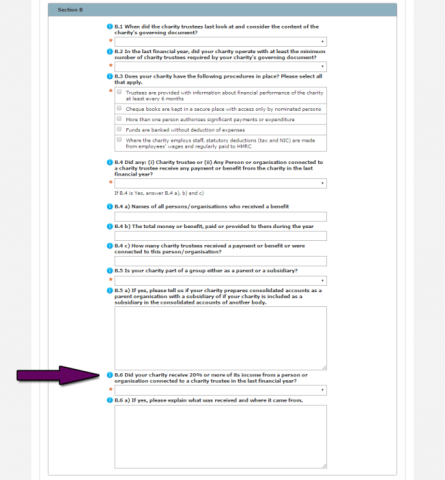 Section B
B.1 When did the charity trustees last look at and consider the content of the
charity's governing document?
*
B.2 In the last financial year, did your charity operate with at least the minimum
number of charity trustees required by your charity's governing document?
*
B.3 Does your charity have the following procedures in place? Please select all
that apply.
* Trustees are provided with information about financial performance of the charity
at least every 6 months
Cheque books are kept in a secure place with access only by nominated persons
More than one person authorises significant payments or expenditure
Funds are banked without deduction of expenses
Where the charity employs staff, statutory deductions (tax and NIC) are made
from employees' wages and regularly paid to HMRC
B.4 Did any: (i) Charity trustee or (ii) Any Person or organisation connected to
a charity trustee receive any payment or benefit from the charity in the last
financial year?
*
If B.4 is Yes, answer B.4 a), b) and c)
B.4 a) Names of all persons/organisations who received a benefit
B.4 b) The total money or benefit, paid or provided to them during the year
B.4 c) How many charity trustees received a payment or benefit or were
connected to this person/organisation?
B.5 Is your charity part of a group either as a parent or a subsidiary?
*
B.5 a) If yes, please tell us if your charity prepares consolidated accounts as a
parent organisation with a subsidiary of if your charity is included as a
subsidiary in the consolidated accounts of another body.
B.6 Did your charity receive 20% or more of its income from a person or
organisation connected to a charity trustee in the last financial year?
*
B.6 a) If yes, please explain what was received and where it came from.